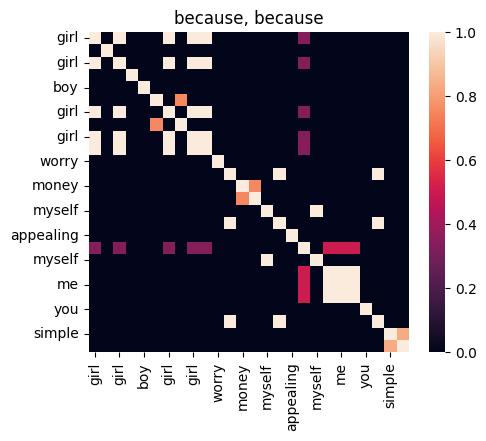 because, because
girl
girl
boy
girl
girl
worry
money
myself
appealing
myself
me
you
simple
girl
girl
boy
girl
girl
worry
money
myself
appealing
myself
me
you
simple
1.0
0.8
0.6
0.4
0.2
0.0